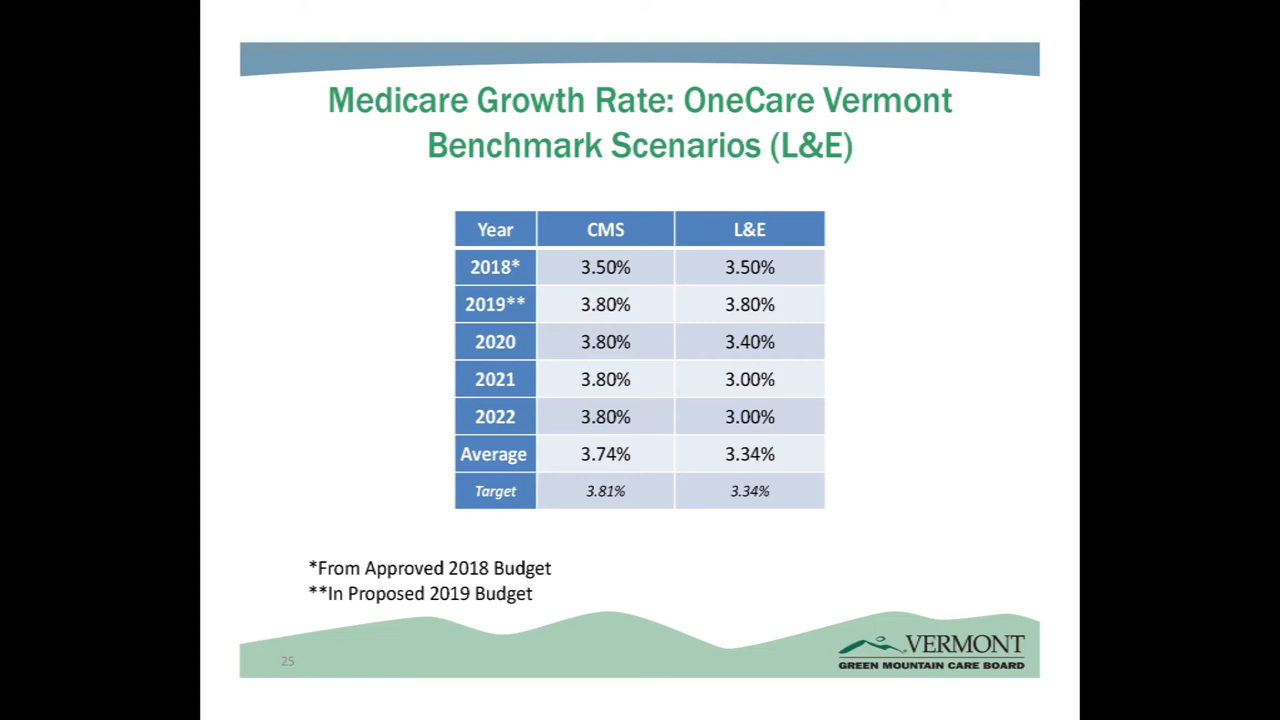 Medicare Growth Rate: OneCare Vermont
Benchmark Scenarios (L&E)
Year CMS L&E
2018* 3.50% 3.50%
2019** 3.80% 3.80%
2020 3.80% 3.40%
2021 3.80% 3.00%
2022 3.80% 3.00%
Average 3.74% 3.34%
Target 3.81% 3.34%
*From Approved 2018 Budget
**In Proposed 2019 Budget
25
VERMONT
GREEN MOUNTAIN CARE BOARD